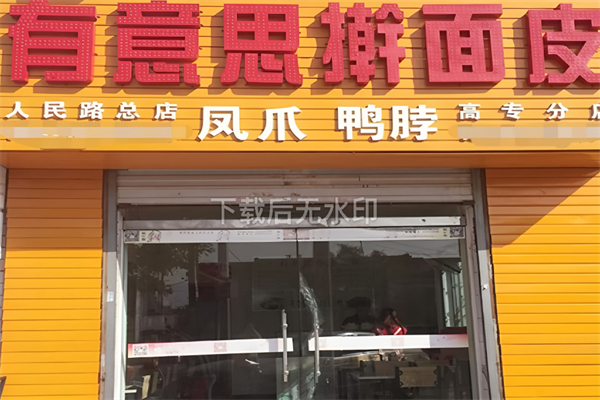 有意思擀面皮
人民路总店 凤爪 鸭脖 高专分店
下载后无水印